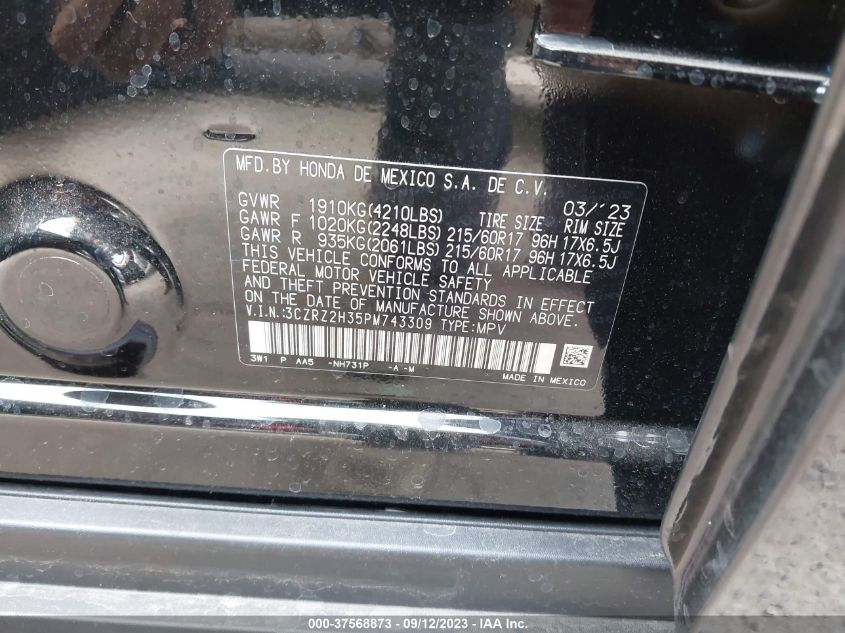 MFD.BY HONDA DE MEXICO S.A. DE C.V.
03/'23
GVWR 1910KG(4210LBS) TIRE SIZE RIM SIZE
GAWR F 1020KG(2248LBS) 215/60R17 96H 17X6.5J
GAWR R 935KG(2061LBS) 215/60R17 96H 17X6.5J
THIS VEHICLE CONFORMS TO ALL APPLICABLE
FEDERAL MOTOR VEHICLE SAFETY
AND THEFT PREVENTION STANDARDS IN EFFECT
ON THE DATE OF MANUFACTURE SHOWN ABOVE.
V.I.N.:3CZRZ2H35PM743309 TYPE:MPV
3W1 P AA5 -NH731P -A-M
MADE IN MEXICO
000-37568873 - 09/12/2023 - IAA Inc.